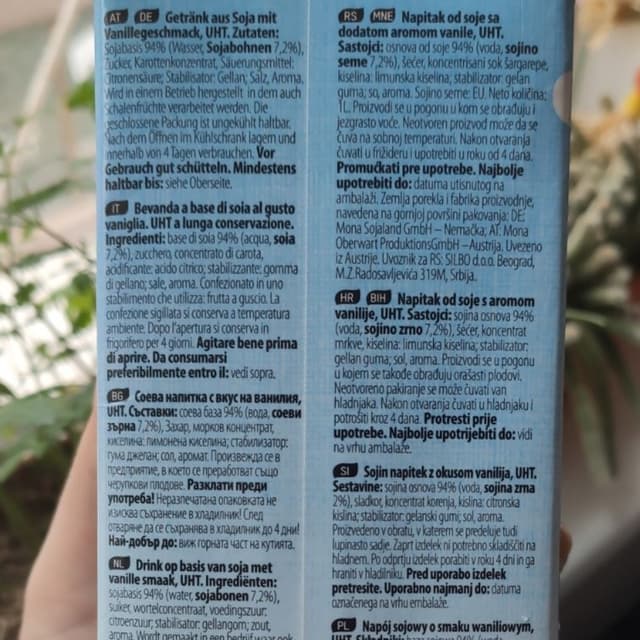 AT DE Getränk aus Soja mit
Vanillegeschmack, UHT. Zutaten:
Sojabasis 94% (Wasser, Sojabohnen 7,2%),
Zucker, Karottenkonzentrat, Säuerungsmittel:
Citronensäure; Stabilisator: Gellan; Salz, Aroma.
Wird in einem Betrieb hergestellt in dem auch
Schalenfrüchte verarbeitet werden. Die
geschlossene Packung ist ungekühlt haltbar.
Nach dem Öffnen im Kühlschrank lagern und
innerhalb von 4 Tagen verbrauchen. Vor
Gebrauch gut schütteln. Mindestens
haltbar bis: siehe Oberseite.
IT Bevanda a base di soia al gusto
vaniglia. UHT a lunga conservazione.
Ingredienti: base di soia 94% (acqua, soia
7,2%), zucchero, concentrato di carota,
acidificante: acido citrico; stabilizzante: gomma
di gellano; sale, aroma. Confezionato in uno
stabilimento che utilizza: frutta a guscio. La
confezione sigillata si conserva a temperatura
ambiente. Dopo l'apertura si conserva in
frigorifero per 4 giorni. Agitare bene prima
di aprire. Da consumarsi
preferibilmente entro il: vedi sopra.
BG Соева напитка с вкус на ванилия,
UHT. Съставки: соева база 94% (вода, соеви
зърна 7,2%), Захар, морков концентрат,
киселина: лимонена киселина; стабилизатор:
гума джелан; сол, аромат. Произвежда се в
предприятие, в което се преработват също
черупкови плодове. Разклати преди
употреба! Неразпечатана опаковката не
изисква съхранение в хладилник! След
отваряне да се съхранява в хладилник до 4 дни!
Най-добър до: виж горната част на кутията.
NL Drink op basis van soja met
vanille smaak, UHT. Ingrediënten:
sojabasis 94% (water, sojabonen 7,2%),
suiker, wortelconcentraat, voedingszuur:
citroenzuur; stabilisator: gellangom; zout,
aroma. Wordt gemaakt in een bedrijf waar ook
RS MNE Napitak od soje sa
dodatom arome vanile, UHT.
Sastojci: osnova od soje 94% (voda, sojino
seme 7,2%), šećer, koncentrisani sok šargarepe,
kiselina: limunska kiselina; stabilizator: gelan
guma; so, aroma. Sojino seme: EU. Neto količina:
1L. Proizvodi se u pogonu u kom se obrađuju i
jezgrasto voće. Neotvoren proizvod može da se
čuva na sobnoj temperaturi. Nakon otvaranja
čuvati u frižideru i upotrebiti u roku od 4 dana.
Promućkati pre upotrebe. Najbolje
upotrebiti do: datuma utisnutog na
ambalaži. Zemlja porekla i fabrika proizvodnje,
navedena na gornjoj površini pakovanja: DE:
Mona Sojaland GmbH – Nemačka; AT: Mona
Oberwart ProduktionsGmbH – Austrija. Uvezeno
iz Austrije. Uvoznik za RS: SILBO d.o.o. Beograd,
M.Z.Radosavljevića 319M, Srbija.
HR BIH Napitak od soje s aromom
vanilije, UHT. Sastojci: sojina osnova 94%
(voda, sojino zrno 7,2%), šećer, koncentrat
mrkve, kiselina: limunska kiselina; stabilizator:
gellan guma; sol, aroma. Proizvodi se u pogonu
u kojem se takođe obrađuju orašasti plodovi.
Neotvoreno pakiranje se može čuvati van
hladnjaka. Nakon otvaranja čuvati u hladnjaku i
potrošiti kroz 4 dana. Protresti prije
upotrebe. Najbolje upotrijebiti do: vidi
na vrhu ambalaže.
SI Sojin napitek z okusom vanilija, UHT.
Sestavine: sojina osnova 94% (voda, sojina zrna
2%), sladkor, koncentrat korenja, kislina: citronska
kislina; stabilizator: gelanski gumi; sol, aroma.
Proizvedeno v obratu, v katerem se predeluje tudi
lupinasto sadje. Zaprt izdelek ni potrebno skladiščiti na
hladnem. Po odprtju izdelek porabiti v roku 4 dni in ga
hraniti v hladilniku. Pred uporabo izdelek
pretresite. Uporabno najmanj do: datuma
označenega na vrhu embalaže.
PL Napój sojowy o smaku waniliowym,